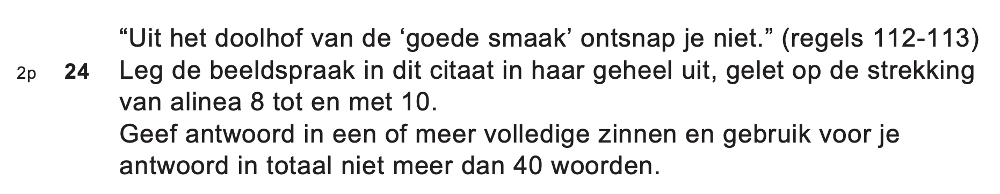 “Uit het doolhof van de ‘goede smaak’ ontsnap je niet.” (regels 112-113)
2p 24 Leg de beeldspraak in dit citaat in haar geheel uit, gelet op de strekking
van alinea 8 tot en met 10.
Geef antwoord in een of meer volledige zinnen en gebruik voor je
antwoord in totaal niet meer dan 40 woorden.